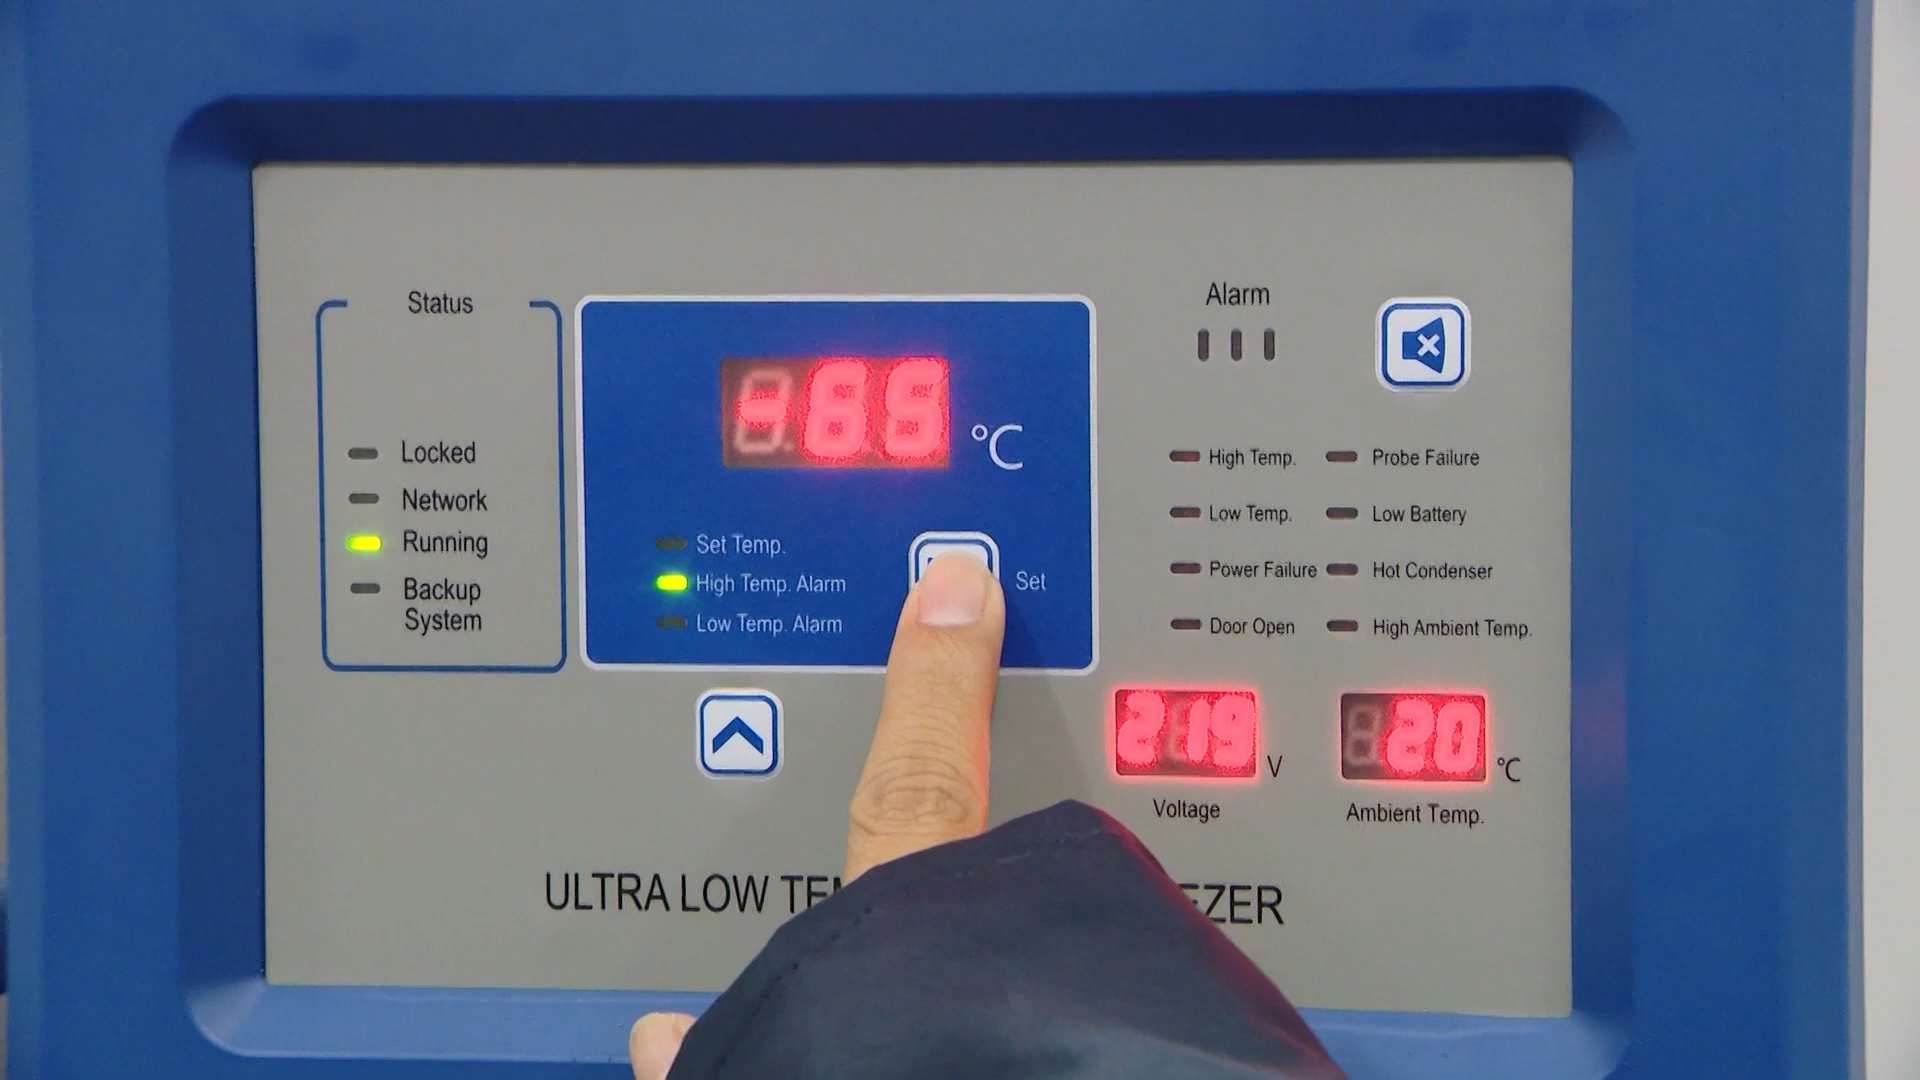 Status
Locked
Network
Running
Backup
System
-65
°C
Set Temp.
High Temp. Alarm
Low Temp. Alarm
Set
Alarm
High Temp.
Probe Failure
Low Temp.
Low Battery
Power Failure
Hot Condenser
Door Open
High Ambient Temp.
219 V
Voltage
20 °C
Ambient Temp.
ULTRA LOW